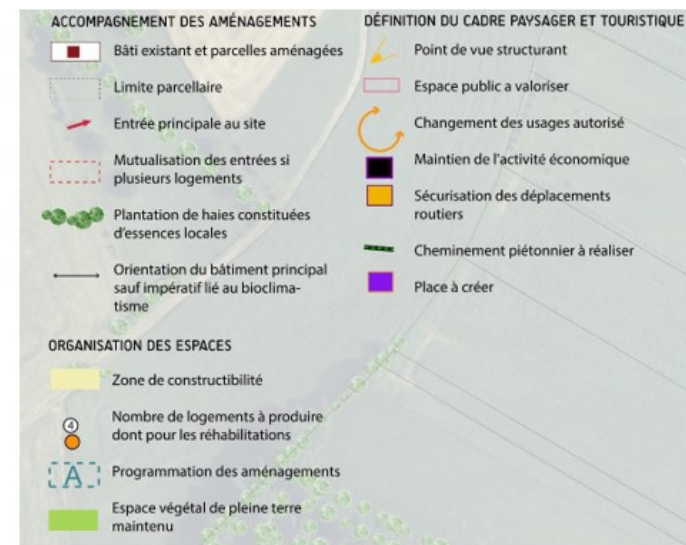 ACCOMPAGNEMENT DES AMÉNAGEMENTS
Bâti existant et parcelles aménagées
Limite parcellaire
Entrée principale au site
Mutualisation des entrées si
plusieurs logements
Plantation de haies constituées
d'essences locales
Orientation du bâtiment principal
sauf impératif lié au bioclima-
tisme
ORGANISATION DES ESPACES
Zone de constructibilité
4
Nombre de logements à produire
dont pour les réhabilitations
A
Programmation des aménagements
Espace végétal de pleine terre
maintenu
DÉFINITION DU CADRE PAYSAGER ET TOURISTIQUE
Point de vue structurant
Espace public a valoriser
Changement des usages autorisé
Maintien de l'activité économique
Sécurisation des déplacements
routiers
Cheminement piétonnier à réaliser
Place à créer